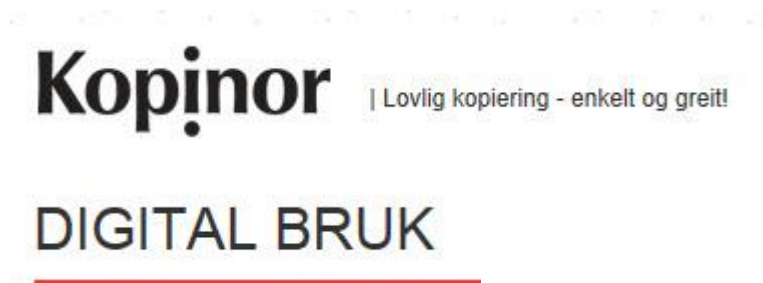 Kopinor | Lovlig kopiering - enkelt og greit!
DIGITAL BRUK